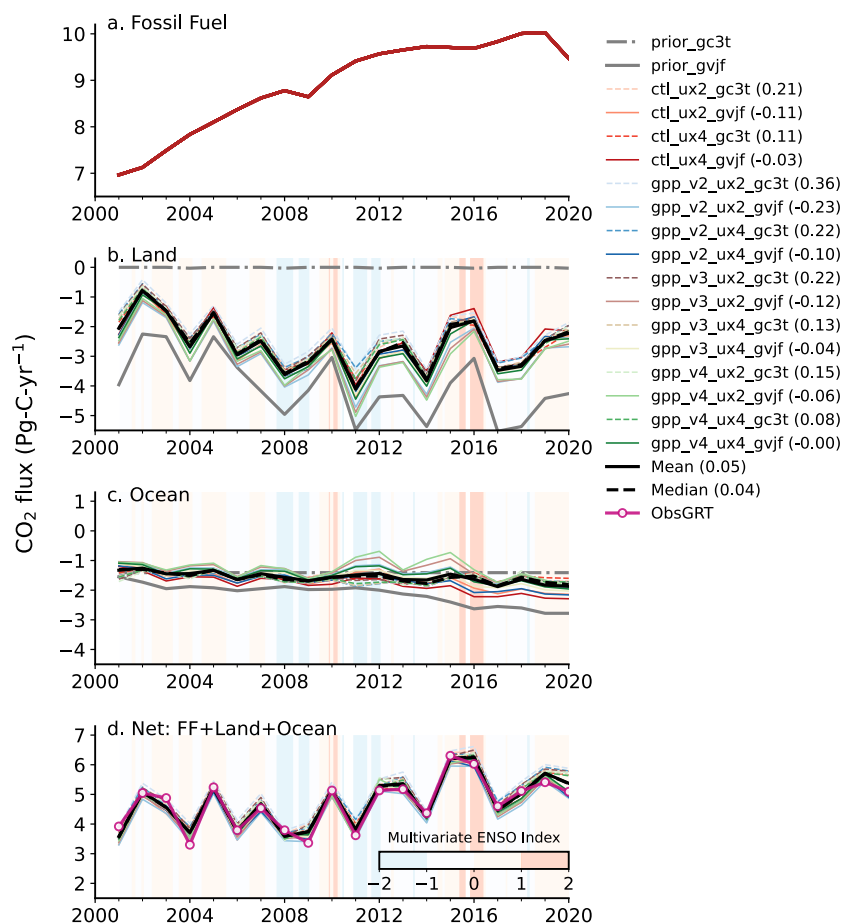 a. Fossil Fuel
10
9
8
7
2000 2004 2008 2012 2016 2020
b. Land
0
−1
−2
−3
−4
−5
2000 2004 2008 2012 2016 2020
c. Ocean
1
0
−1
−2
−3
−4
2000 2004 2008 2012 2016 2020
d. Net: FF+Land+Ocean
7
6
5
4
3
2
Multivariate ENSO Index
−2 −1 0 1 2
2000 2004 2008 2012 2016 2020
CO₂ flux (Pg-C-yr⁻¹)
prior_gc3t
prior_gvjf
ctl_ux2_gc3t (0.21)
ctl_ux2_gvjf (-0.11)
ctl_ux4_gc3t (0.11)
ctl_ux4_gvjf (-0.03)
gpp_v2_ux2_gc3t (0.36)
gpp_v2_ux2_gvjf (-0.23)
gpp_v2_ux4_gc3t (0.22)
gpp_v2_ux4_gvjf (-0.10)
gpp_v3_ux2_gc3t (0.22)
gpp_v3_ux2_gvjf (-0.12)
gpp_v3_ux4_gc3t (0.13)
gpp_v3_ux4_gvjf (-0.04)
gpp_v4_ux2_gc3t (0.15)
gpp_v4_ux2_gvjf (-0.06)
gpp_v4_ux4_gc3t (0.08)
gpp_v4_ux4_gvjf (-0.00)
Mean (0.05)
Median (0.04)
ObsGRT